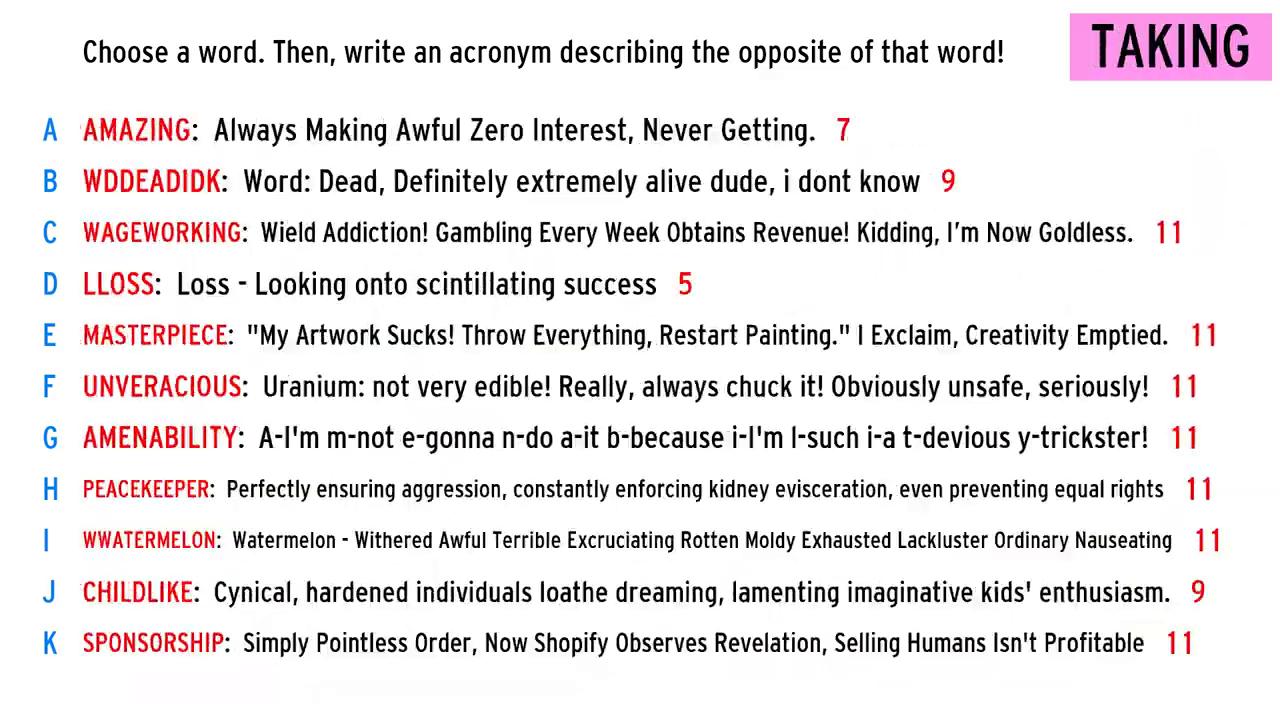 Choose a word. Then, write an acronym describing the opposite of that word!
TAKING
A AMAZING: Always Making Awful Zero Interest, Never Getting. 7
B WDDEADIDK: Word: Dead, Definitely extremely alive dude, i dont know 9
C WAGEWORKING: Wield Addiction! Gambling Every Week Obtains Revenue! Kidding, I'm Now Goldless. 11
D LLOSS: Loss - Looking onto scintillating success 5
E MASTERPIECE: "My Artwork Sucks! Throw Everything, Restart Painting." I Exclaim, Creativity Emptied. 11
F UNVERACIOUS: Uranium: not very edible! Really, always chuck it! Obviously unsafe, seriously! 11
G AMENABILITY: A-I'm m-not e-gonna n-do a-it b-because i-I'm l-such i-a t-devious y-trickster! 11
H PEACEKEEPER: Perfectly ensuring aggression, constantly enforcing kidney evisceration, even preventing equal rights 11
I WWATERMELON: Watermelon - Withered Awful Terrible Excruciating Rotten Moldy Exhausted Lackluster Ordinary Nauseating 11
J CHILDLIKE: Cynical, hardened individuals loathe dreaming, lamenting imaginative kids' enthusiasm. 9
K SPONSORSHIP: Simply Pointless Order, Now Shopify Observes Revelation, Selling Humans Isn't Profitable 11